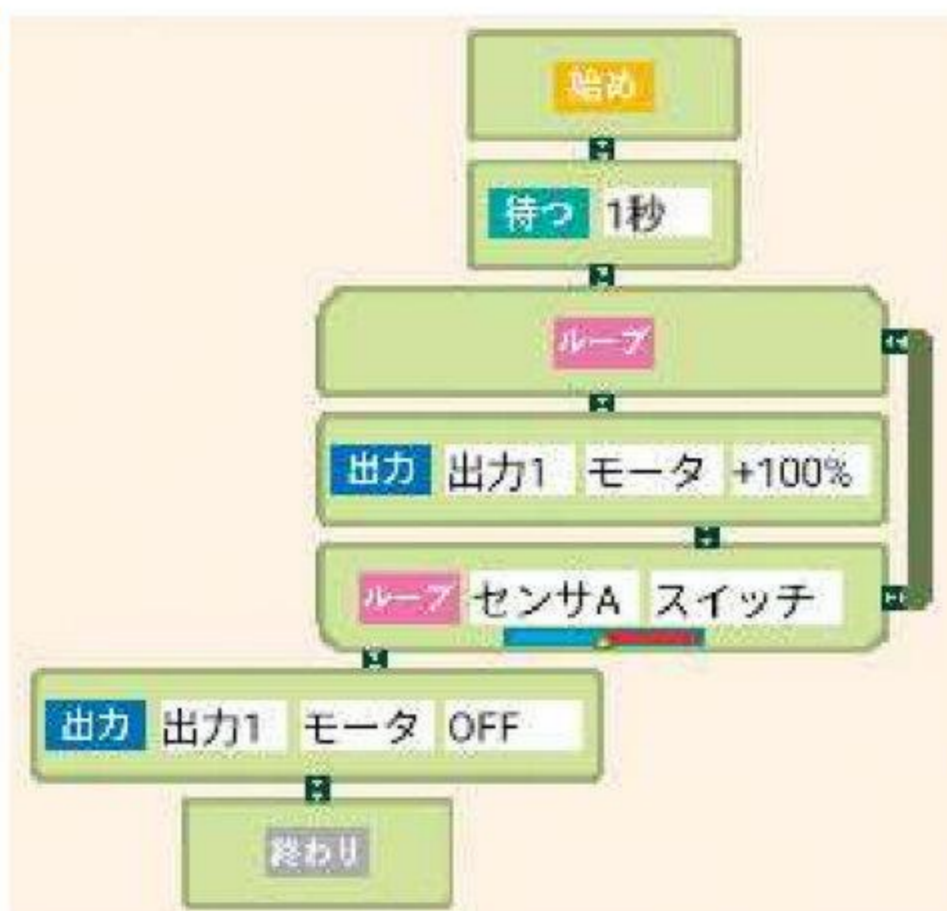 始め
待つ 1秒
ループ
出力 出力1 モータ +100%
ループ センサA スイッチ
出力 出力1 モータ OFF
終わり